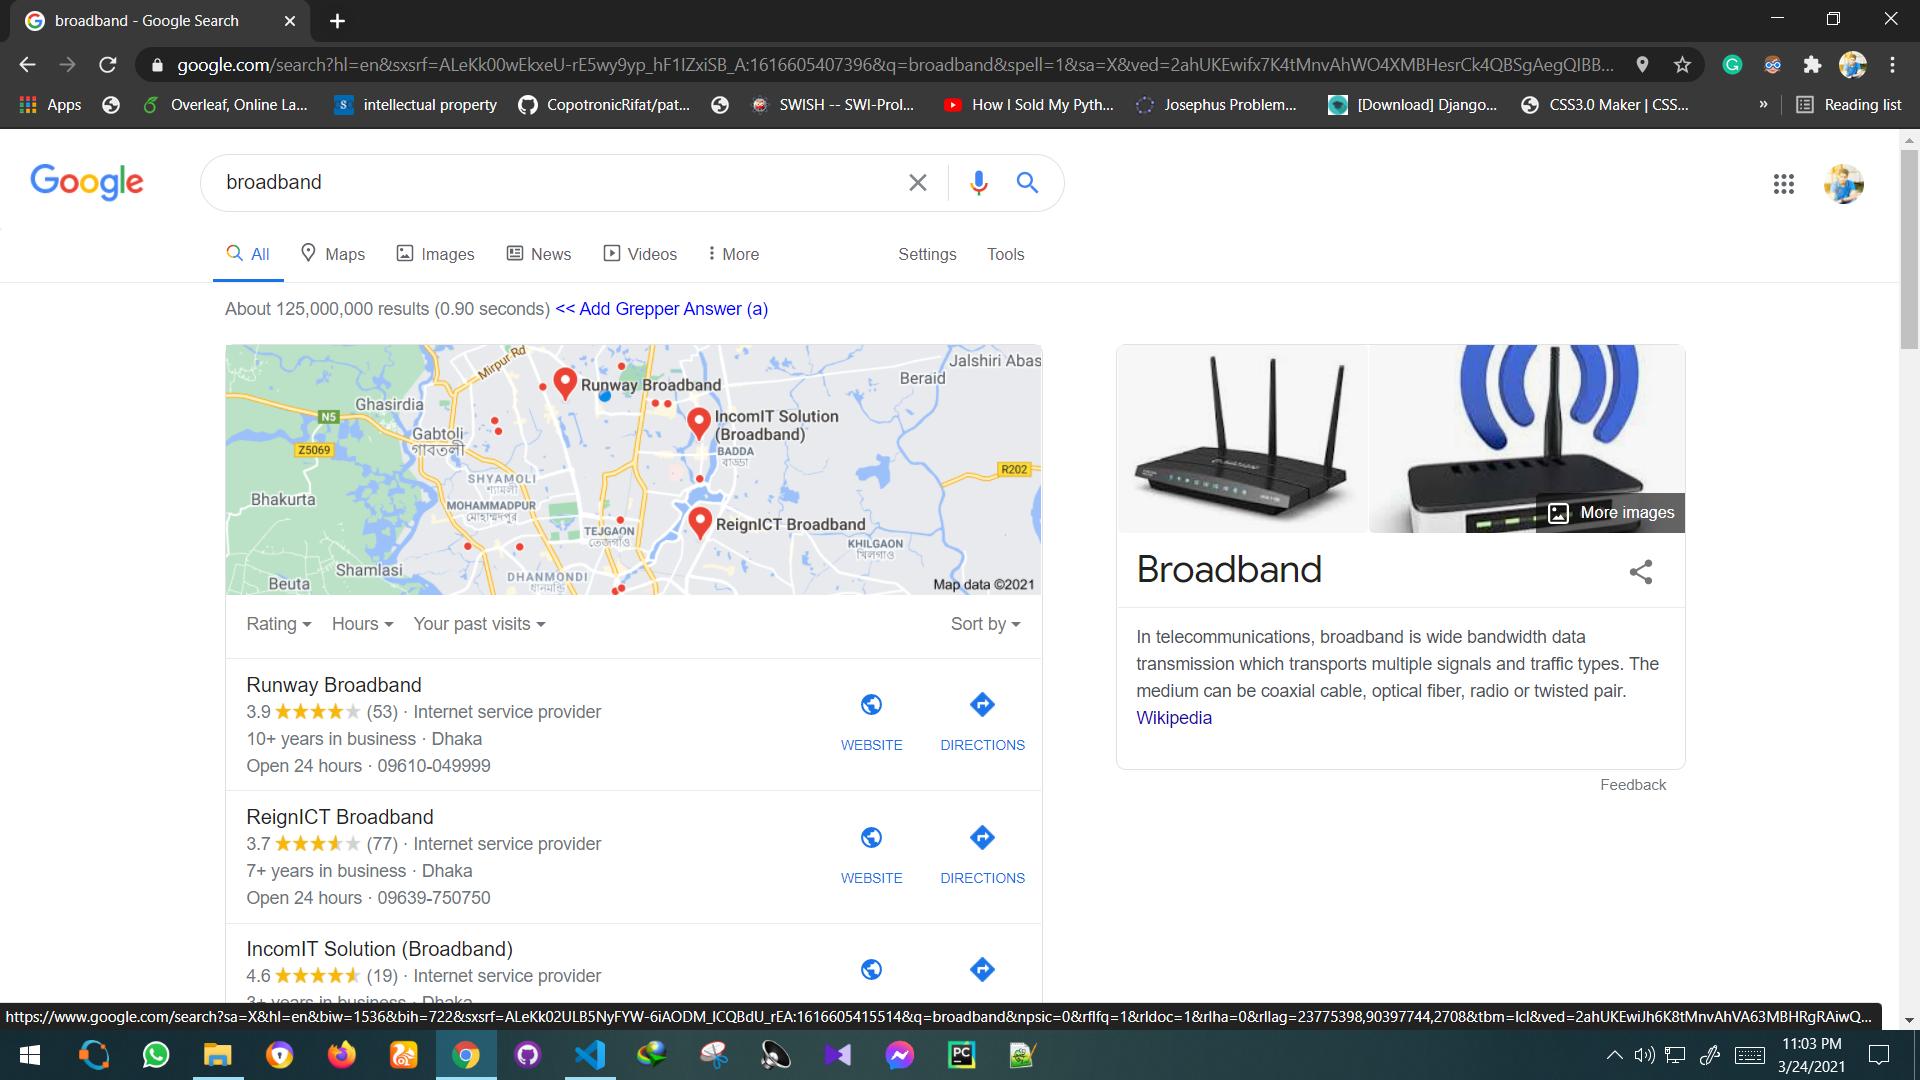 broadband - Google Search
google.com/search?hl=en&sxsrf=ALeKk00wEkxeU-rE5wy9yp_hF1IZxiSB_A:1616605407396&q=broadband&spell=1&sa=X&ved=2ahUKEwifx7K4tMnvAhWO4XMBHesrCk4QBSgAegQIBB...
Apps
Overleaf, Online La...
intellectual property
CopotronicRifat/pat...
SWISH -- SWI-Prol...
How I Sold My Pyth...
Josephus Problem...
[Download] Django...
CSS3.0 Maker | CSS...
»
Reading list
Google
broadband
All
Maps
Images
News
Videos
More
Settings
Tools
About 125,000,000 results (0.90 seconds) << Add Grepper Answer (a)
Mirpur Rd
Jalshiri Abas
Beraid
Runway Broadband
Ghasirdia
N5
IncomIT Solution
(Broadband)
Gabtoli
গাবতলী
Z5069
BADDA
বাড্ডা
R202
SHYAMOLI
শ্যামলী
Bhakurta
MOHAMMADPUR
মোহাম্মদপুর
ReignICT Broadband
TEJGAON
তেজগাঁও
KHILGAON
খিলগাও
Shamlasi
Beuta
DHANMONDI
ধানমন্ডি
Map data ©2021
Rating
Hours
Your past visits
Sort by
Runway Broadband
3.9 (53) · Internet service provider
10+ years in business · Dhaka
Open 24 hours · 09610-049999
WEBSITE
DIRECTIONS
ReignICT Broadband
3.7 (77) · Internet service provider
7+ years in business · Dhaka
Open 24 hours · 09639-750750
WEBSITE
DIRECTIONS
IncomIT Solution (Broadband)
4.6 (19) · Internet service provider
3+ years in business · Dhaka
More images
Broadband
In telecommunications, broadband is wide bandwidth data
transmission which transports multiple signals and traffic types. The
medium can be coaxial cable, optical fiber, radio or twisted pair.
Wikipedia
Feedback
https://www.google.com/search?sa=X&hl=en&biw=1536&bih=722&sxsrf=ALeKk02ULB5NyFYW-6iAODM_ICQBdU_rEA:1616605415514&q=broadband&npsic=0&rflfq=1&rldoc=1&rlha=0&rllag=23775398,90397744,2708&tbm=lcl&ved=2ahUKEwiJh6K8tMnvAhVA63MBHRgRAiwQ...
PC
11:03 PM
3/24/2021